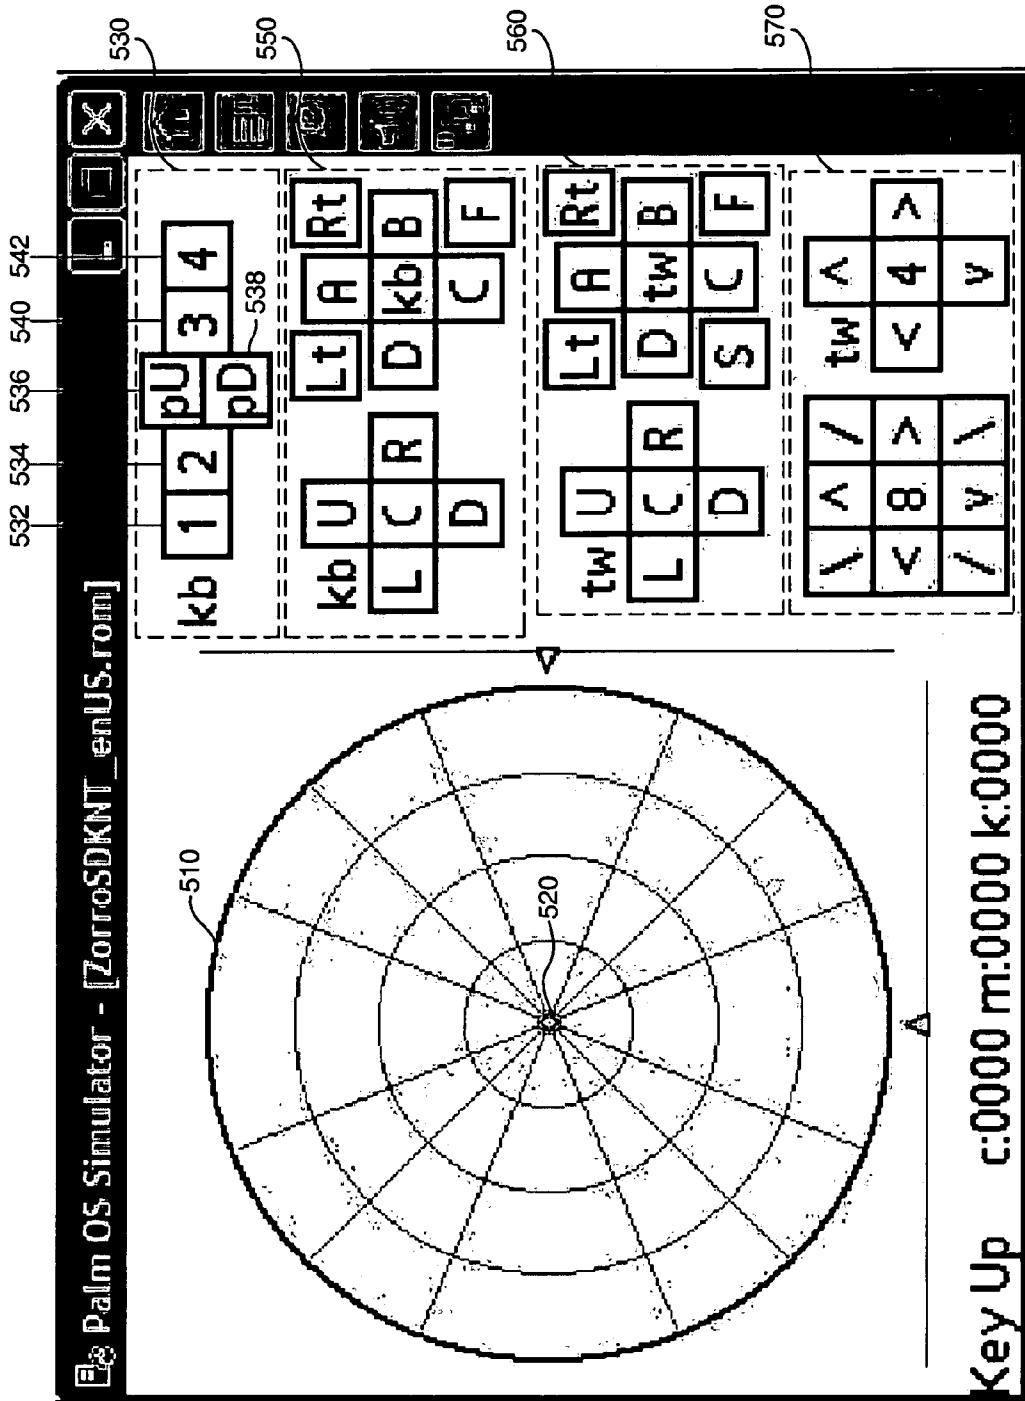 532 534 536 540 542
Palm OS Simulator - [ZorroSDKNT_enUS.rom]
530
kb 1 2 pU 3 4
pD
538
510
550
kb U Lt A Rt
L C R D kb B
D C F
520
560
tw U Lt A Rt
L C R D tw B
D S C F
570
\ ^ / tw ^
< 8 > < 4 >
/ v \ v
Key Up c:0000 m:0000 k:0000